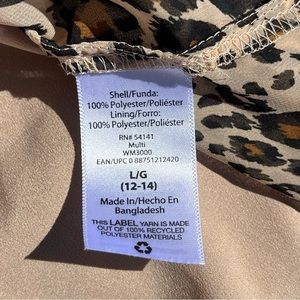 Shell/Funda:
100% Polyester/Poliéster
Lining/Forro:
100% Polyester/Poliéster
RN# 54141
Multi
WM3000
EAN/UPC 0 88751212420
L/G
(12-14)
Made In/Hecho En
Bangladesh
THIS LABEL YARN IS MADE
OUT OF 100% RECYCLED
POLYESTER MATERIALS